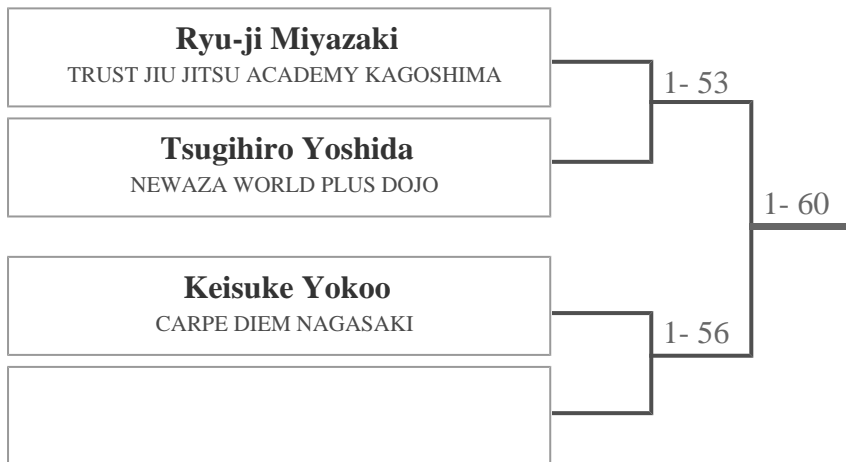 Ryu-ji Miyazaki
TRUST JIU JITSU ACADEMY KAGOSHIMA
1- 53
Tsugihiro Yoshida
NEWAZA WORLD PLUS DOJO
1- 60
Keisuke Yokoo
CARPE DIEM NAGASAKI
1- 56